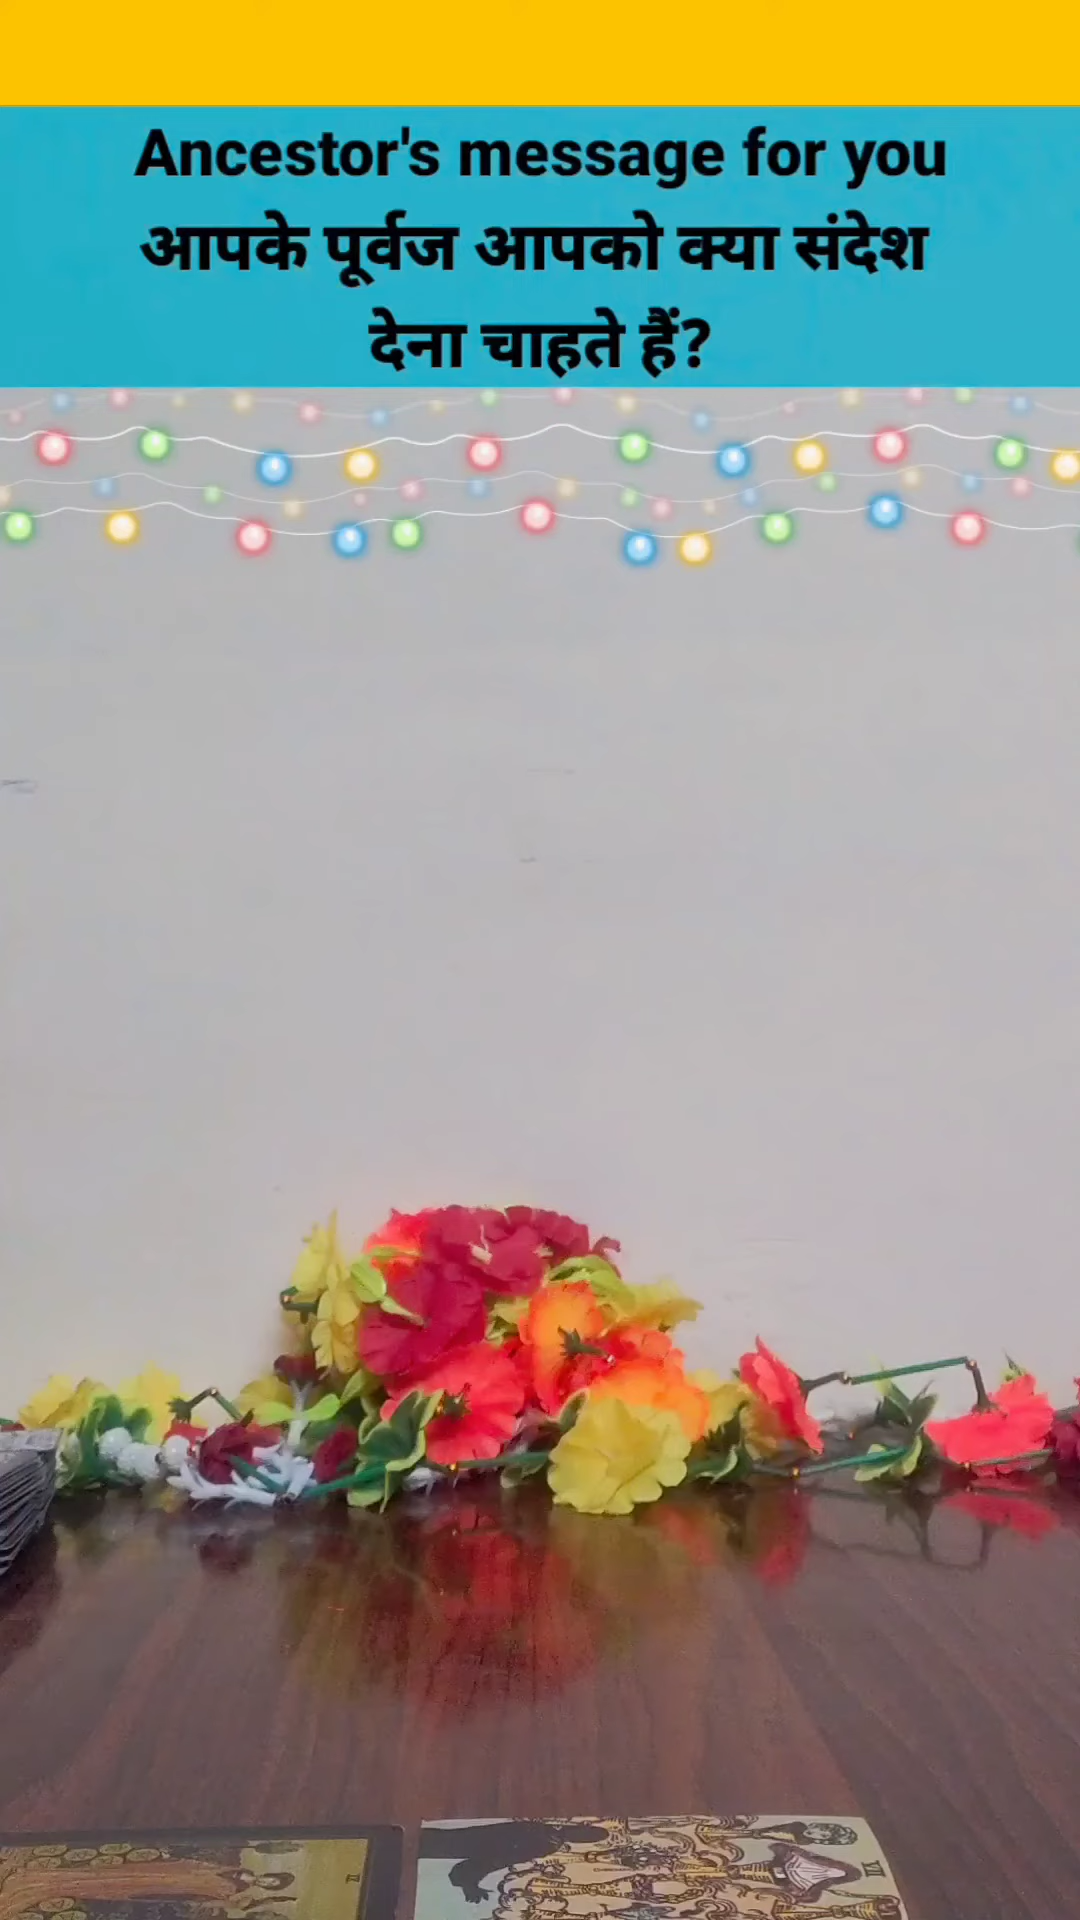 Ancestor's message for you
आपके पूर्वज आपको क्या संदेश
देना चाहते हैं?